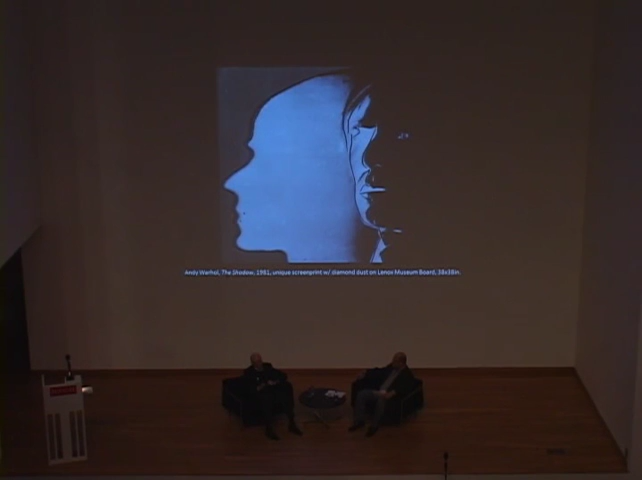 Andy Warhol, The Shadow, 1981, unique screenprint w/ diamond dust on Lenox Museum Board, 38x38in.